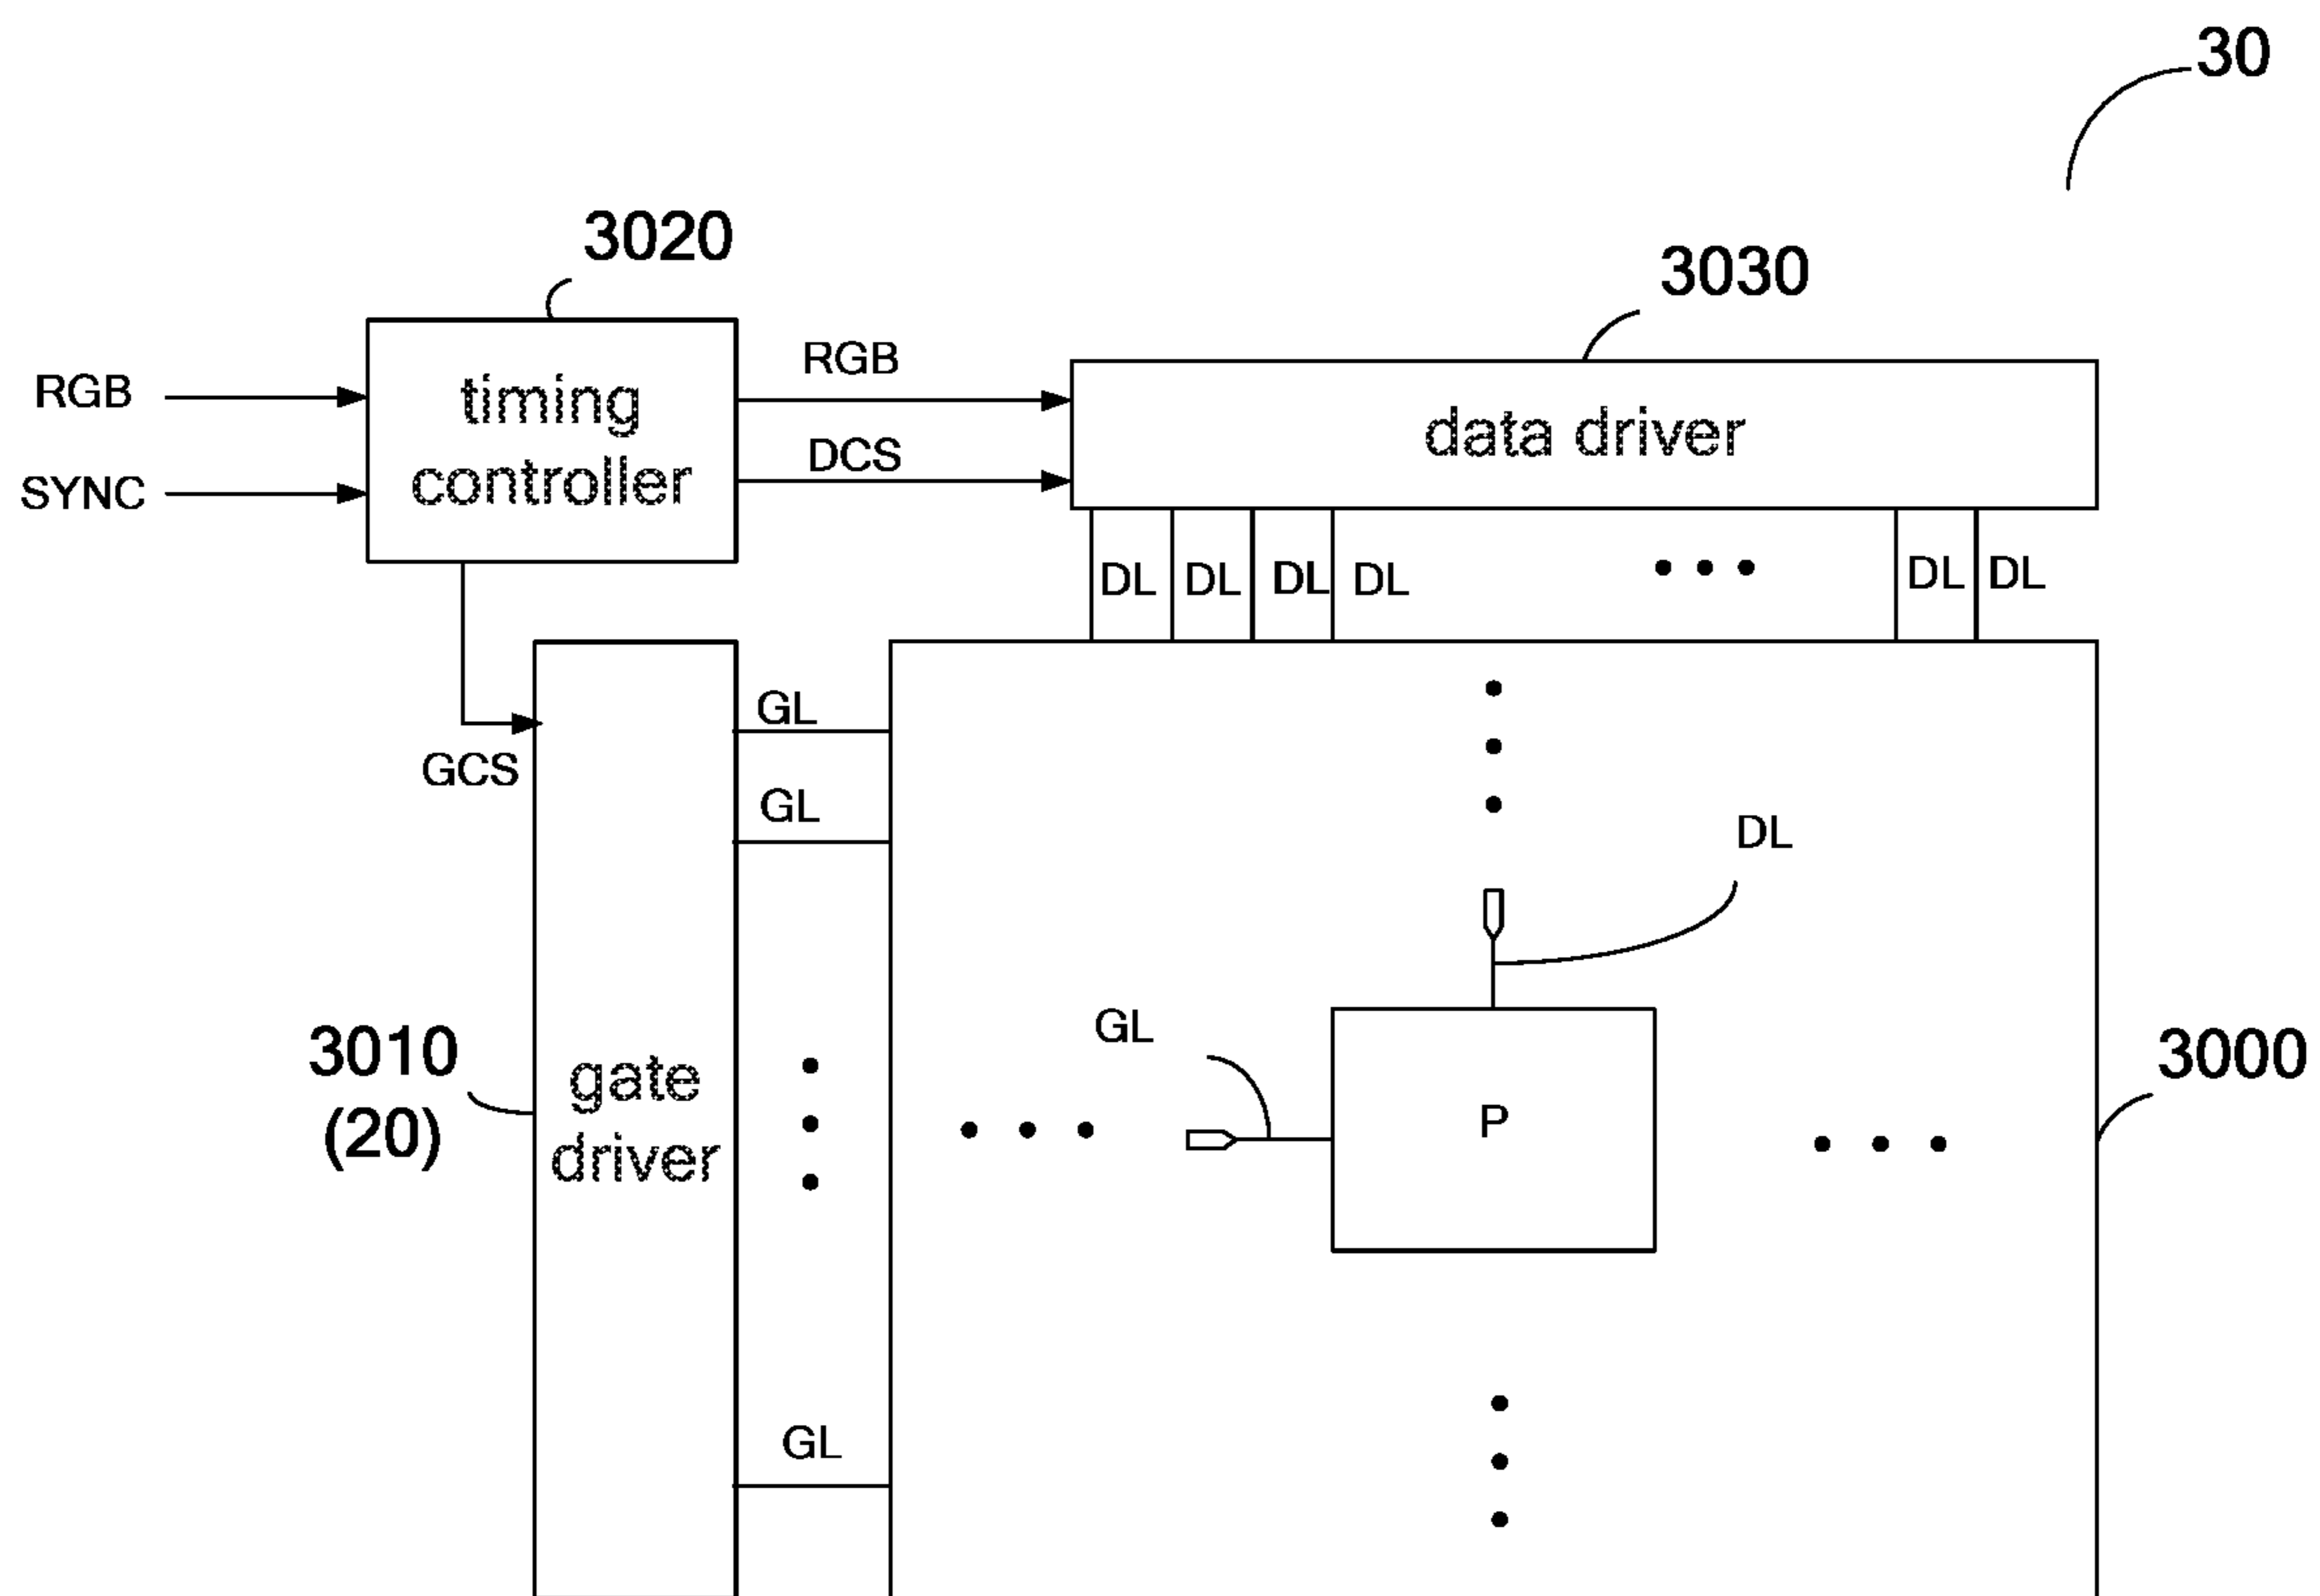 30
3020
3030
RGB
timing
controller
RGB
data driver
SYNC
DCS
DL DL DL DL DL DL
GL
GCS
GL
DL
3010
(20)
gate
driver
GL
P
3000
GL